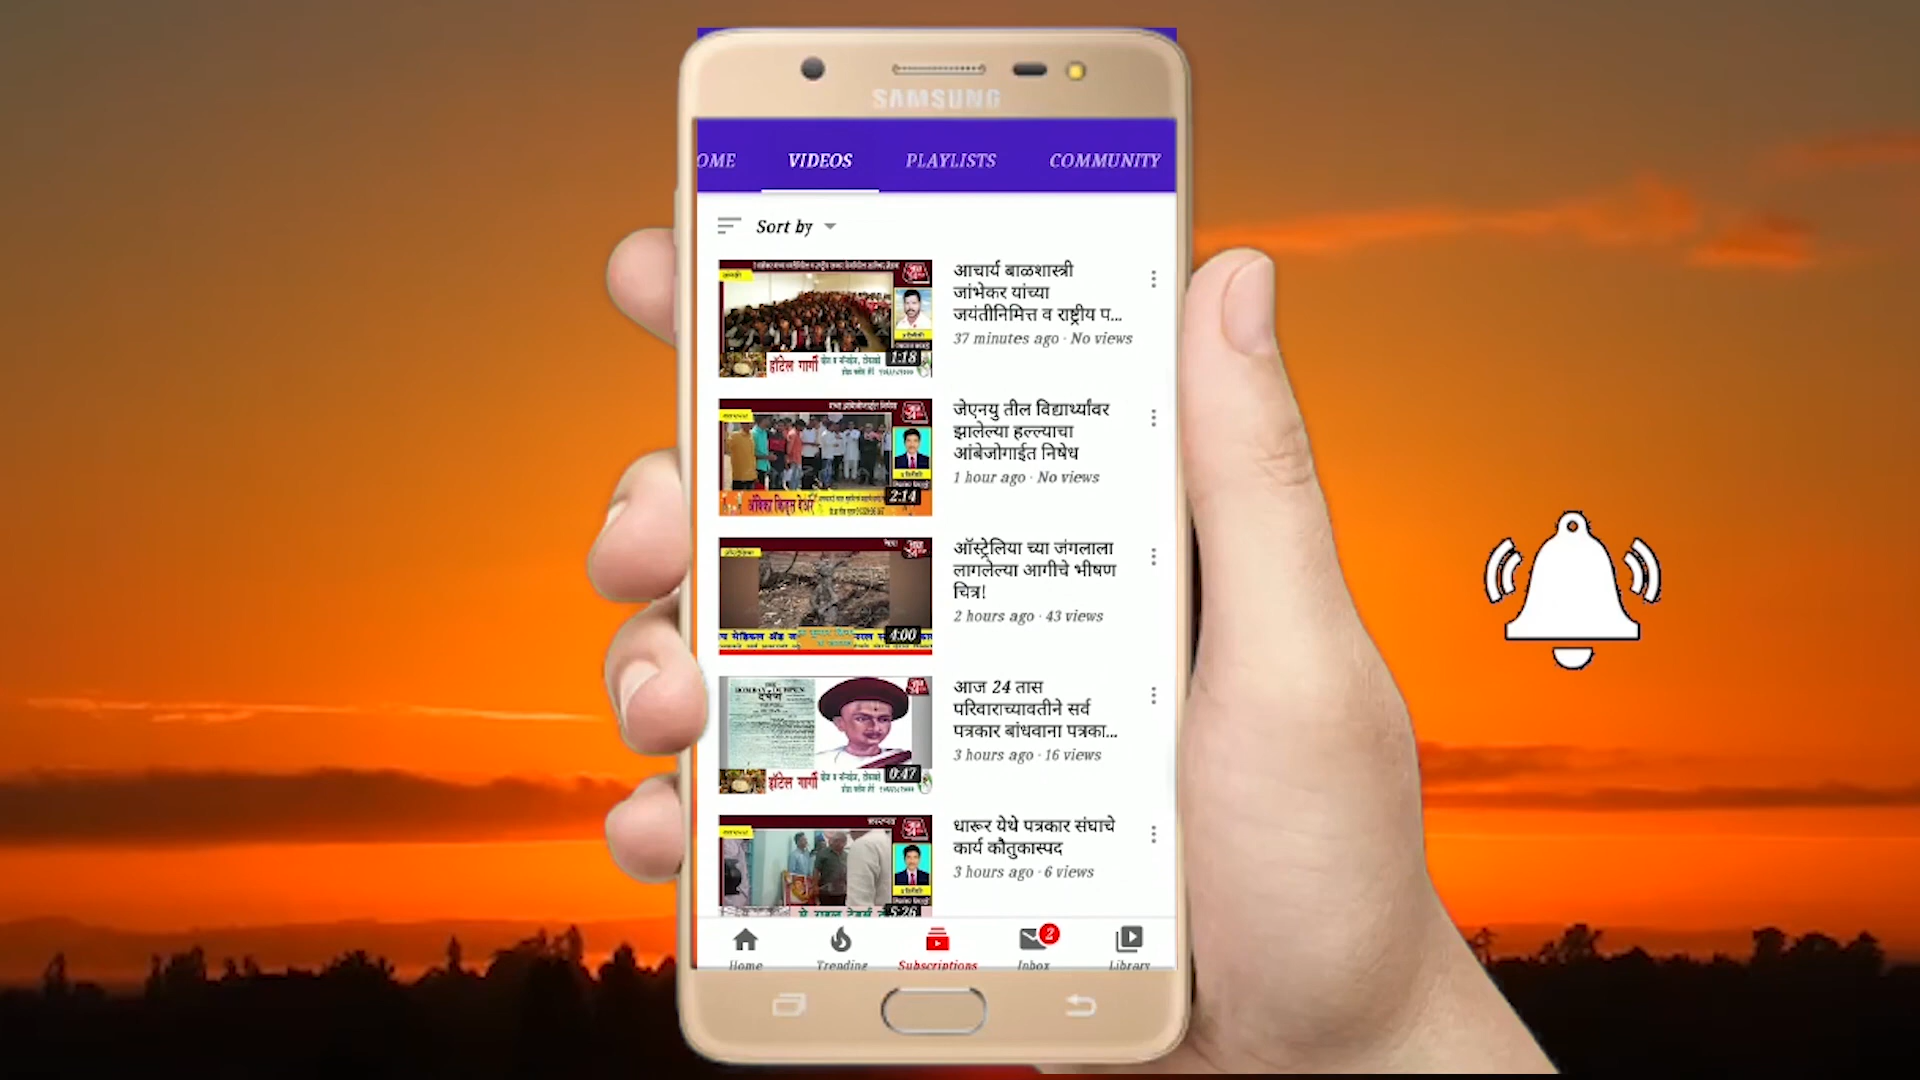 SAMSUNG
OME VIDEOS PLAYLISTS COMMUNITY
Sort by
आचार्य बाळशास्त्री
जांभेकर यांच्या
जयंतीनिमित्त व राष्ट्रीय प...
37 minutes ago · No views
हॉटेल गार्गी
1:18
जेएनयु तील विद्यार्थ्यांवर
झालेल्या हल्ल्याचा
आंबेजोगाईत निषेध
1 hour ago · No views
अंबिका किड्स वेअर
2:14
ऑस्ट्रेलिया च्या जंगलाला
लागलेल्या आगीचे भीषण
चित्र!
2 hours ago · 43 views
4:00
आज 24 तास
परिवाराच्यावतीने सर्व
पत्रकार बांधवाना पत्रका...
3 hours ago · 16 views
हॉटेल गार्गी
0:47
धारूर येथे पत्रकार संघाचे
कार्य कौतुकास्पद
3 hours ago · 6 views
5:26
2
Home Trending Subscriptions Inbox Library